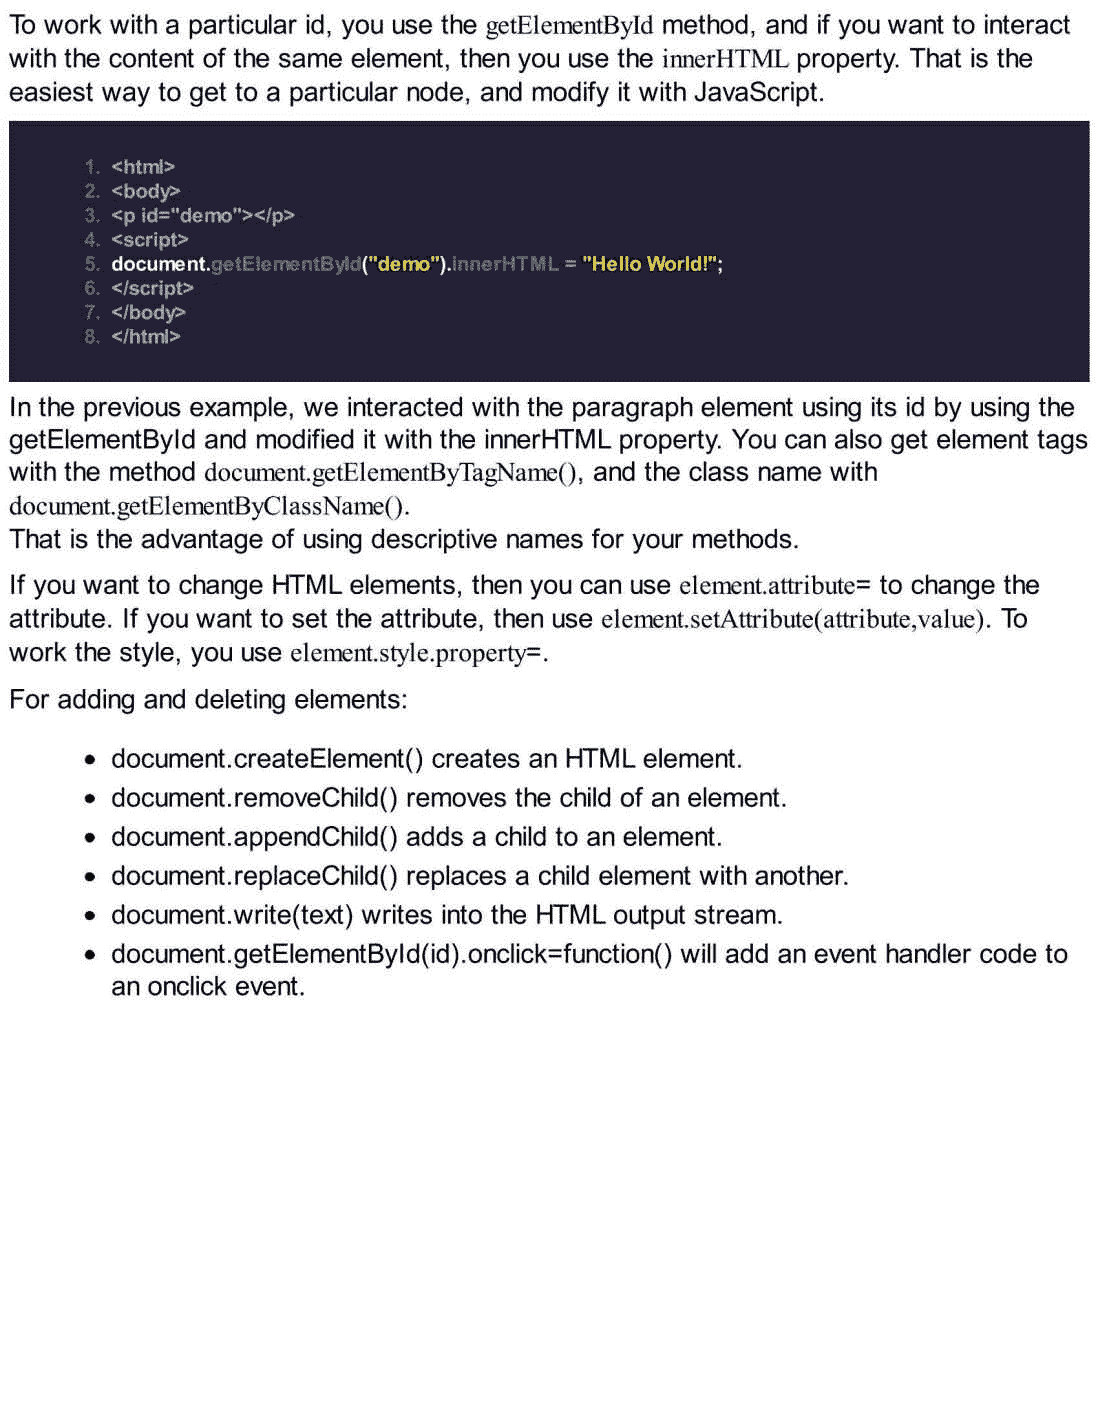 To work with a particular id, you use the getElementById method, and if you want to interact
with the content of the same element, then you use the innerHTML property. That is the
easiest way to get to a particular node, and modify it with JavaScript.
1. <html>
2. <body>
3. <p id="demo"></p>
4. <script>
5. document.getElementById("demo").innerHTML = "Hello World!";
6. </script>
7. </body>
8. </html>
In the previous example, we interacted with the paragraph element using its id by using the
getElementById and modified it with the innerHTML property. You can also get element tags
with the method document.getElementByTagName(), and the class name with
document.getElementByClassName().
That is the advantage of using descriptive names for your methods.
If you want to change HTML elements, then you can use element.attribute= to change the
attribute. If you want to set the attribute, then use element.setAttribute(attribute,value). To
work the style, you use element.style.property=.
For adding and deleting elements:
• document.createElement() creates an HTML element.
• document.removeChild() removes the child of an element.
• document.appendChild() adds a child to an element.
• document.replaceChild() replaces a child element with another.
• document.write(text) writes into the HTML output stream.
• document.getElementById(id).onclick=function() will add an event handler code to
an onclick event.